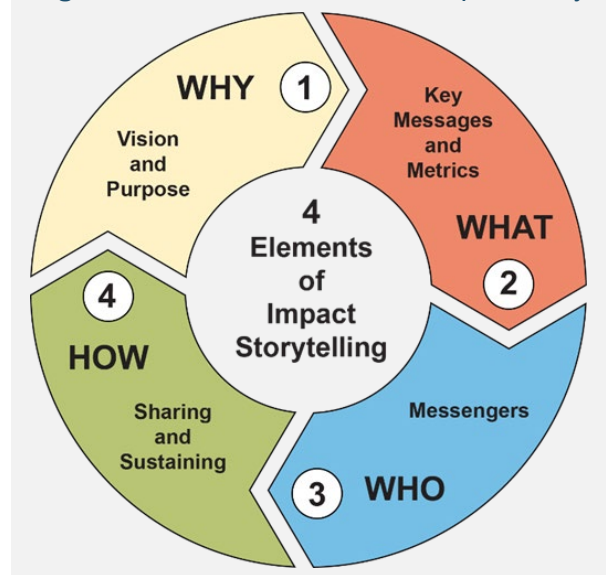 WHY
1
Vision
and
Purpose
Key
Messages
and
Metrics
WHAT
2
Messengers
3
WHO
4
HOW
Sharing
and
Sustaining
4
Elements
of
Impact
Storytelling